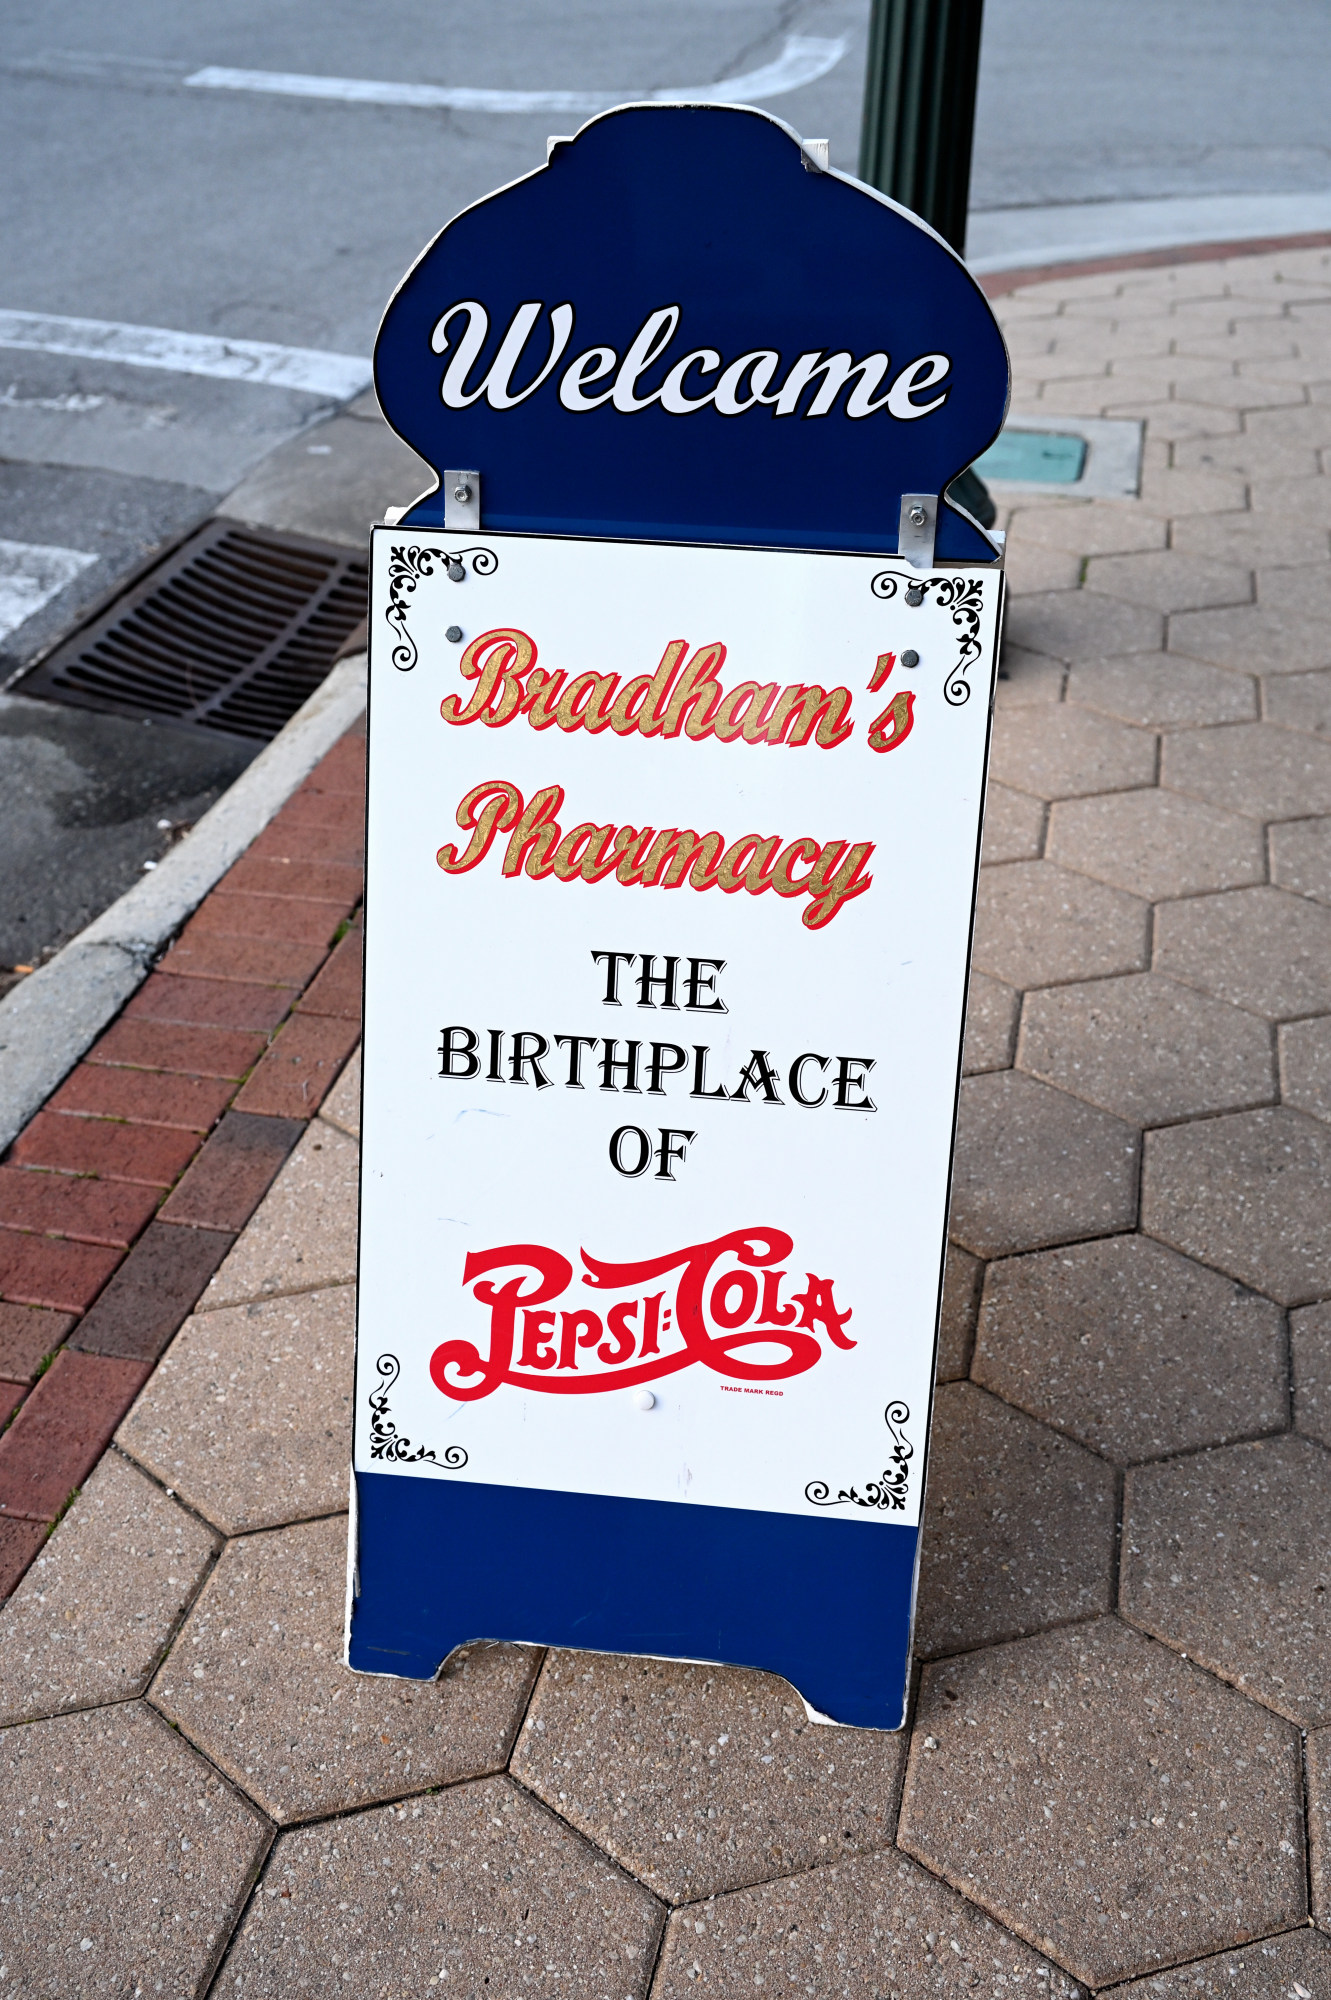 Welcome
Bradham's
Pharmacy
THE
BIRTHPLACE
OF
PEPSI:COLA
TRADE MARK REGD